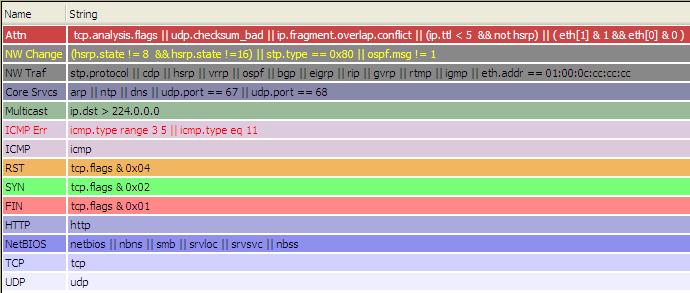 Name String
Attn tcp.analysis.flags || udp.checksum_bad || ip.fragment.overlap.conflict || (ip.ttl < 5 && not hsrp) || ( eth[1] & 1 && eth[0] & 0 )
NW Change (hsrp.state != 8 && hsrp.state !=16) || stp.type == 0x80 || ospf.msg != 1
NW Traf stp.protocol || cdp || hsrp || vrrp || ospf || bgp || eigrp || rip || gvrp || rtmp || igmp || eth.addr == 01:00:0c:cc:cc:cc
Core Srvcs arp || ntp || dns || udp.port == 67 || udp.port == 68
Multicast ip.dst > 224.0.0.0
ICMP Err icmp.type range 3 5 || icmp.type eq 11
ICMP icmp
RST tcp.flags & 0x04
SYN tcp.flags & 0x02
FIN tcp.flags & 0x01
HTTP http
NetBIOS netbios || nbns || smb || srvloc || srvsvc || nbss
TCP tcp
UDP udp